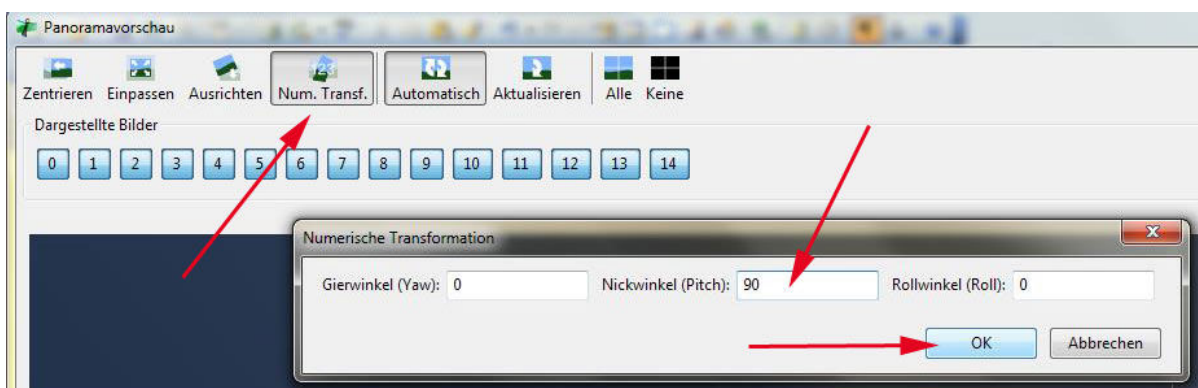 Panoramavorschau
Zentrieren Einpassen Ausrichten Num. Transf. Automatisch Aktualisieren Alle Keine
Dargestellte Bilder
0 1 2 3 4 5 6 7 8 9 10 11 12 13 14
Numerische Transformation
Gierwinkel (Yaw): 0 Nickwinkel (Pitch): 90 Rollwinkel (Roll): 0
OK Abbrechen